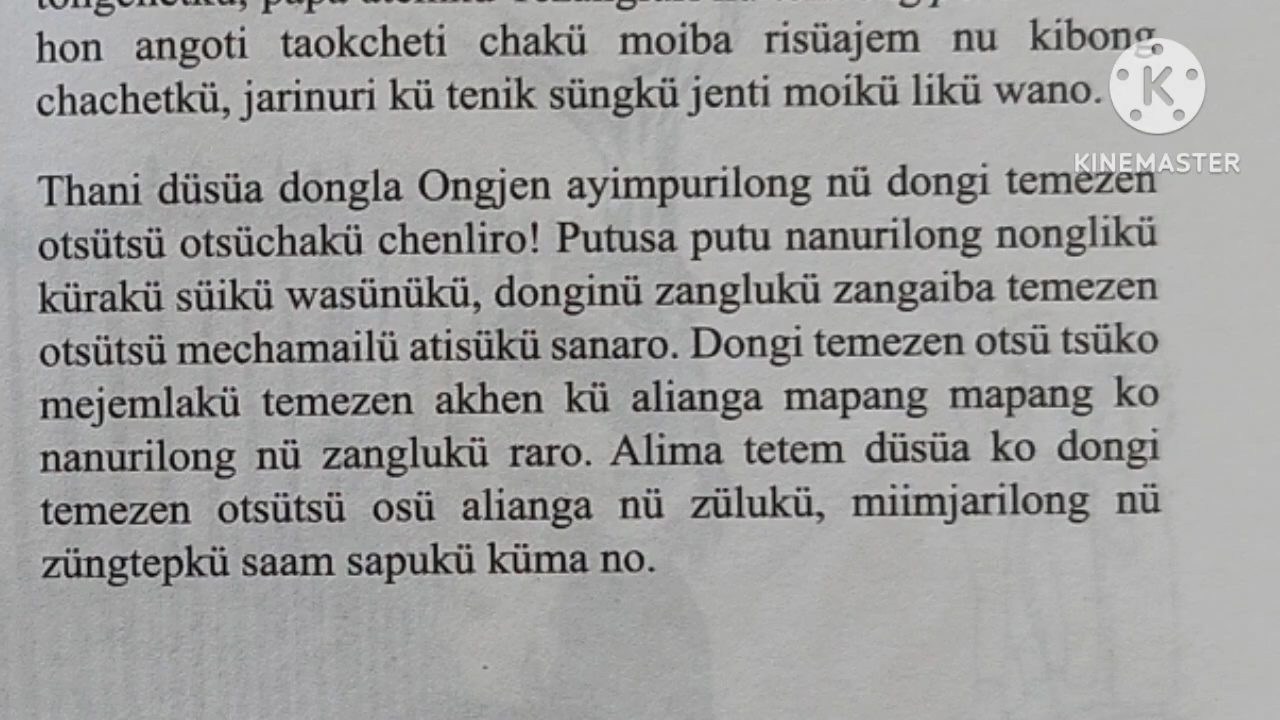 hon angoti taokcheti chakü moiba risüajem nu kibong
chachetkü, jarinuri kü tenik süngkü jenti moikü likü wano.
K
KINEMASTER
Thani düsüa dongla Ongjen ayimpurilong nü dongi temezen
otsütsü otsüchakü chenliro! Putusa putu nanurilong nonglikü
kürakü süikü wasünükü, donginü zanglukü zangaiba temezen
otsütsü mechamailü atisükü sanaro. Dongi temezen otsü tsüko
mejemlakü temezen akhen kü alianga mapang mapang ko
nanurilong nü zanglukü raro. Alima tetem düsüa ko dongi
temezen otsütsü osü alianga nü zülukü, miimjarilong nü
züngtepkü saam sapukü küma no.